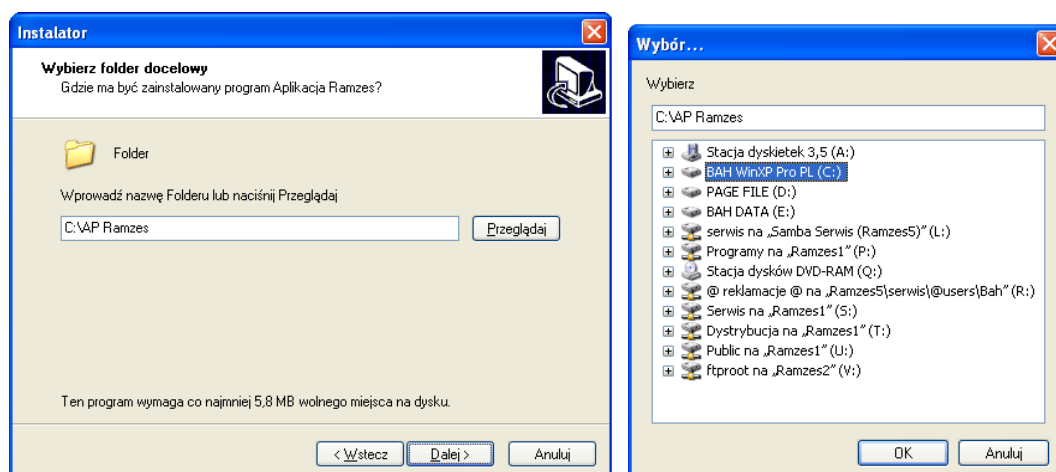 Instalator
Wybierz folder docelowy
Gdzie ma być zainstalowany program Aplikacja Ramzes?
Folder
Wprowadź nazwę Folderu lub naciśnij Przeglądaj
C:\AP Ramzes
Przeglądaj
Ten program wymaga co najmniej 5,8 MB wolnego miejsca na dysku.
< Wstecz
Dalej >
Anuluj
Wybór...
Wybierz
C:\AP Ramzes
Stacja dyskietek 3,5 (A:)
BAH WinXP Pro PL (C:)
PAGE FILE (D:)
BAH DATA (E:)
serwis na „Samba Serwis (Ramzes5)” (L:)
Programy na „Ramzes1” (P:)
Stacja dysków DVD-RAM (Q:)
@ reklamacje @ na „Ramzes5\serwis\@users\Bah” (R:)
Serwis na „Ramzes1” (S:)
Dystrybucja na „Ramzes1” (T:)
Public na „Ramzes1” (U:)
ftproot na „Ramzes2” (V:)
OK
Anuluj